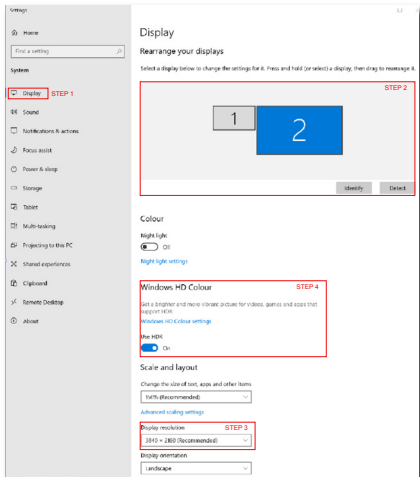 Settings
Home
Find a setting
System
Display STEP 1
Sound
Notifications & actions
Focus assist
Power & sleep
Storage
Tablet
Multi-tasking
Projecting to this PC
Shared experiences
Clipboard
Remote Desktop
About
Display
Rearrange your displays
Select a display below to change the settings for it. Press and hold (or select) a display, then drag to rearrange it.
STEP 2
1
2
Identify
Detect
Colour
Night light
Off
Night light settings
Windows HD Colour STEP 4
Get a brighter and more vibrant picture for videos, games and apps that
support HDR.
Windows HD Colour settings
Use HDR
On
Scale and layout
Change the size of text, apps and other items
150% (Recommended)
Advanced scaling settings
Display resolution STEP 3
3840 × 2160 (Recommended)
Display orientation
Landscape